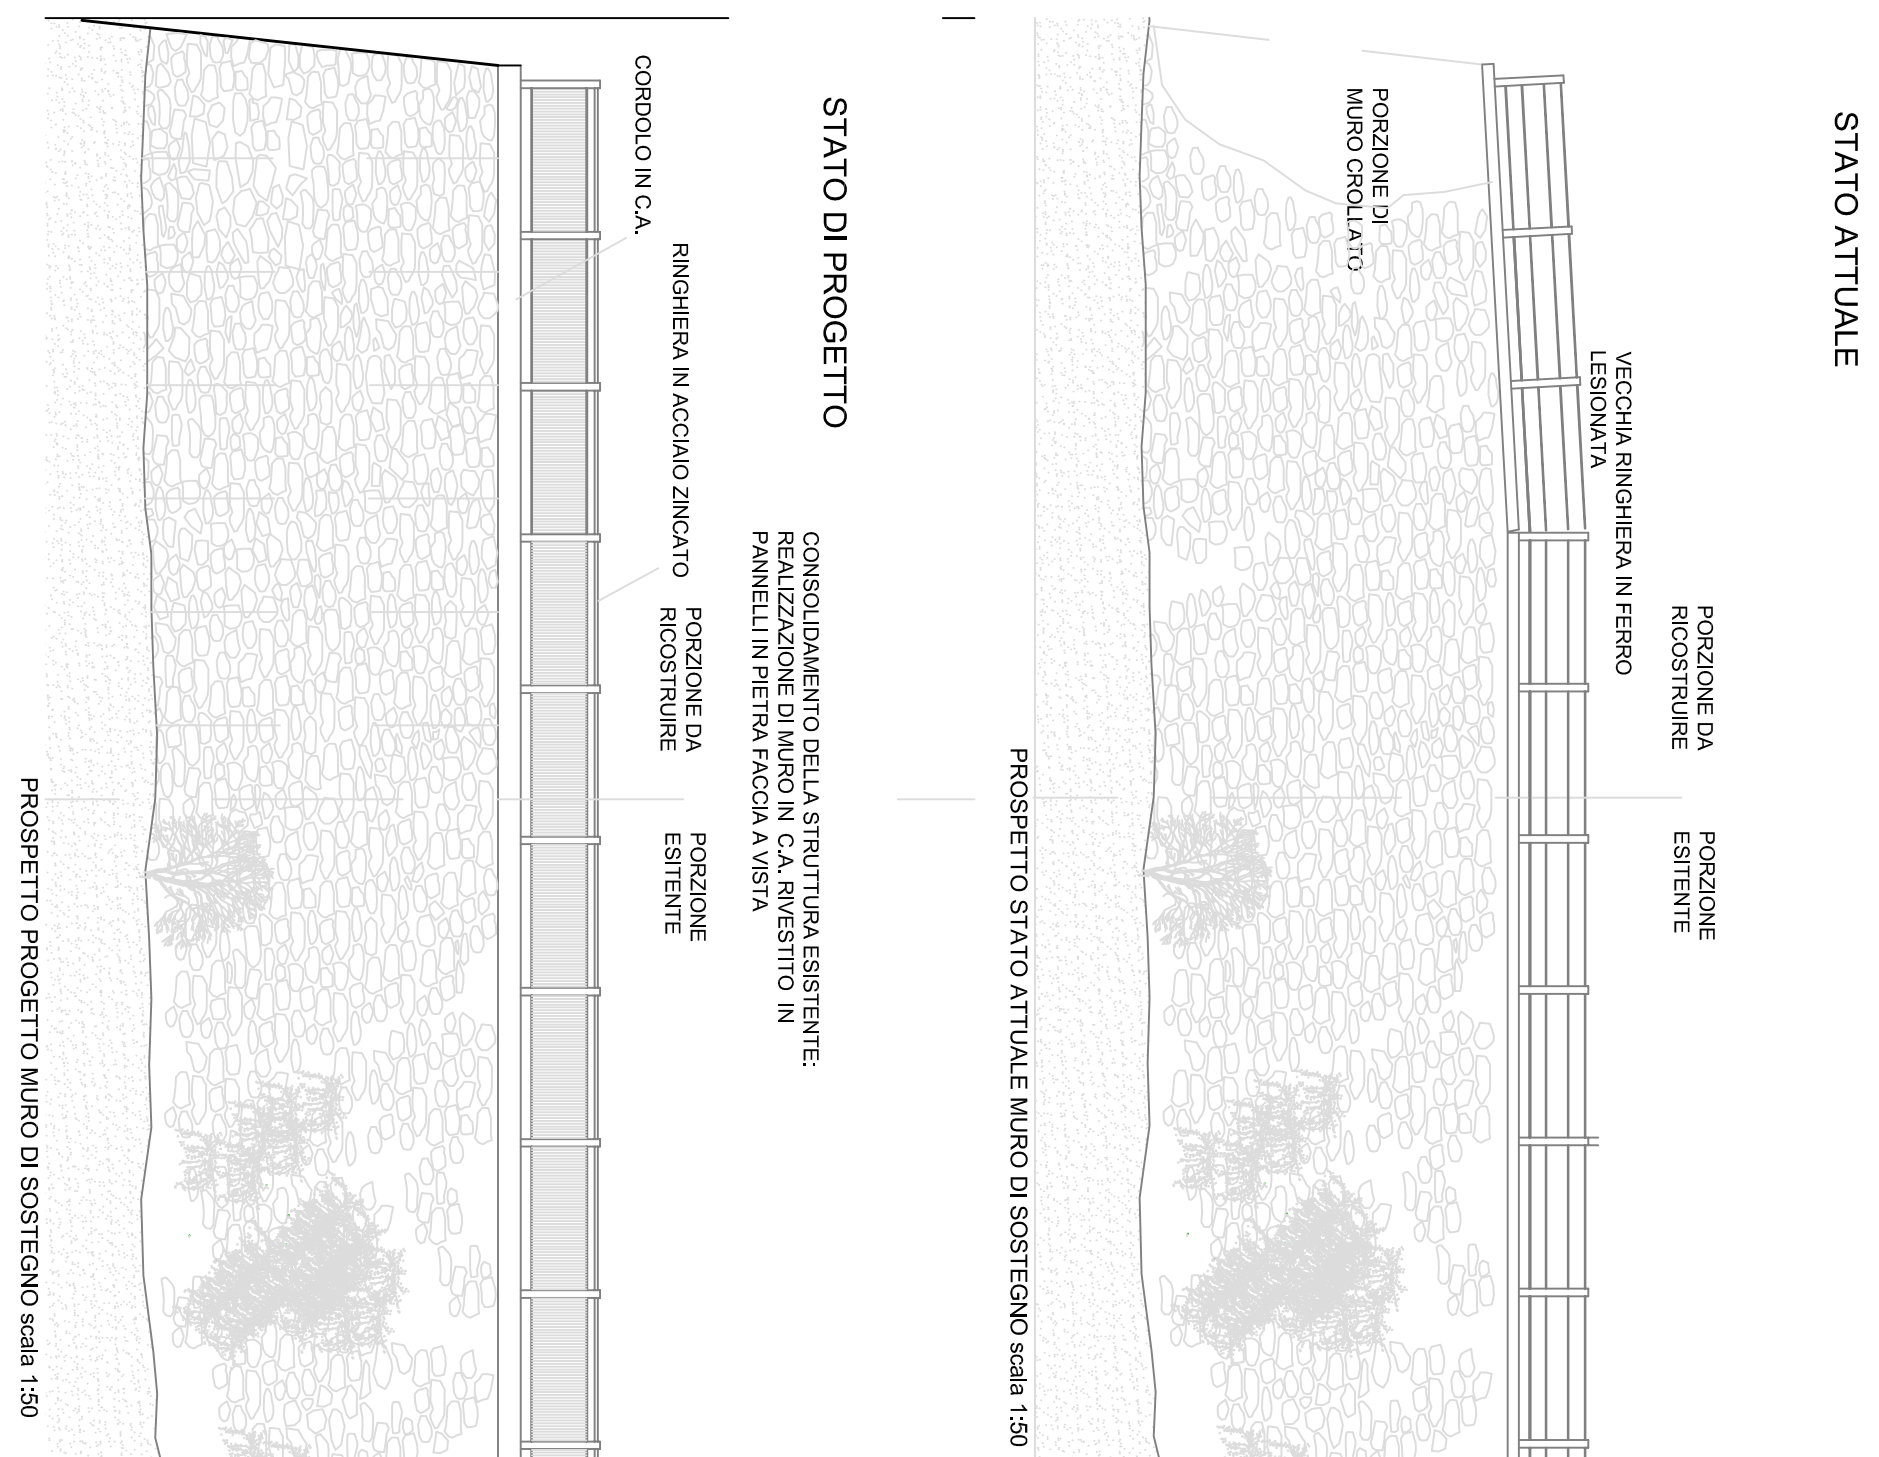 STATO ATTUALE
PORZIONE DA
RICOSTRUIRE
PORZIONE
ESITENTE
VECCHIA RINGHIERA IN FERRO
LESIONATA
PORZIONE DI
MURO CROLLATO
PROSPETTO STATO ATTUALE MURO DI SOSTEGNO scala 1:50
STATO DI PROGETTO
CONSOLIDAMENTO DELLA STRUTTURA ESISTENTE:
REALIZZAZIONE DI MURO IN C.A. RIVESTITO IN
PANNELLI IN PIETRA FACCIA A VISTA
CORDOLO IN C.A.
RINGHIERA IN ACCIAIO ZINCATO
PORZIONE DA
RICOSTRUIRE
PORZIONE
ESITENTE
PROSPETTO PROGETTO MURO DI SOSTEGNO scala 1:50